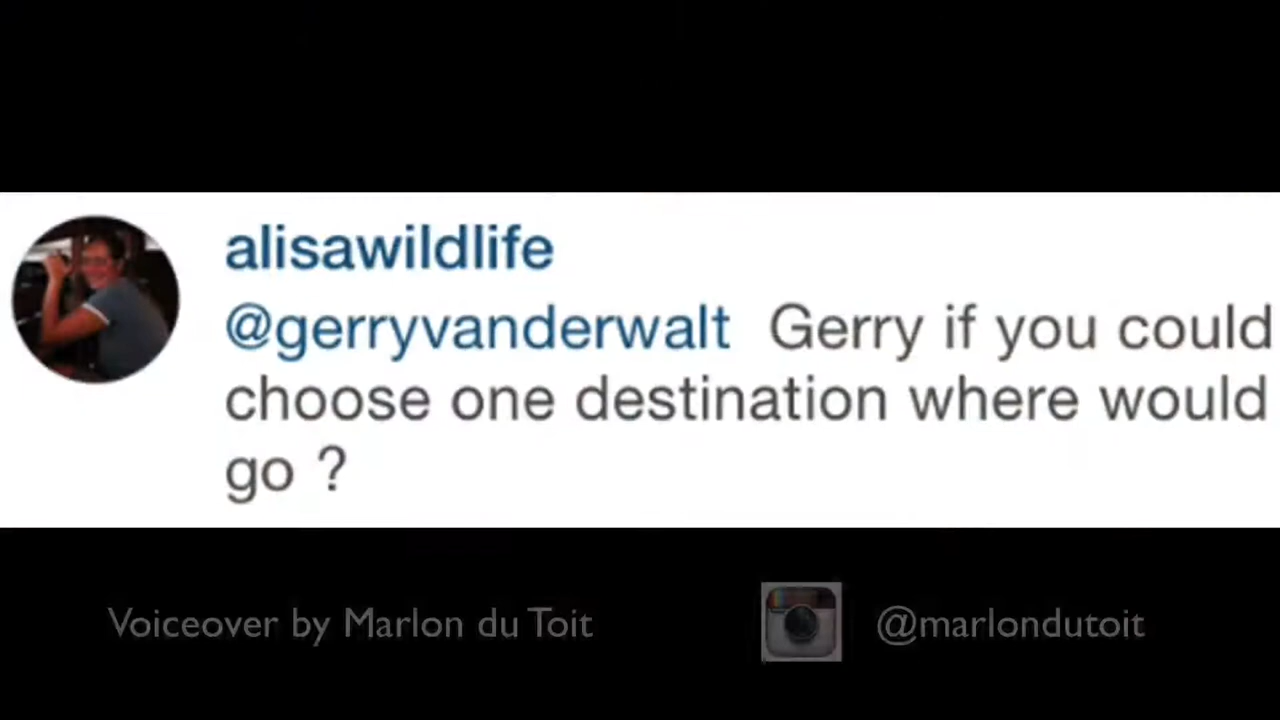 alisawildlife
@gerryvanderwalt Gerry if you could
choose one destination where would
go ?
Voiceover by Marlon du Toit
@marlondutoit